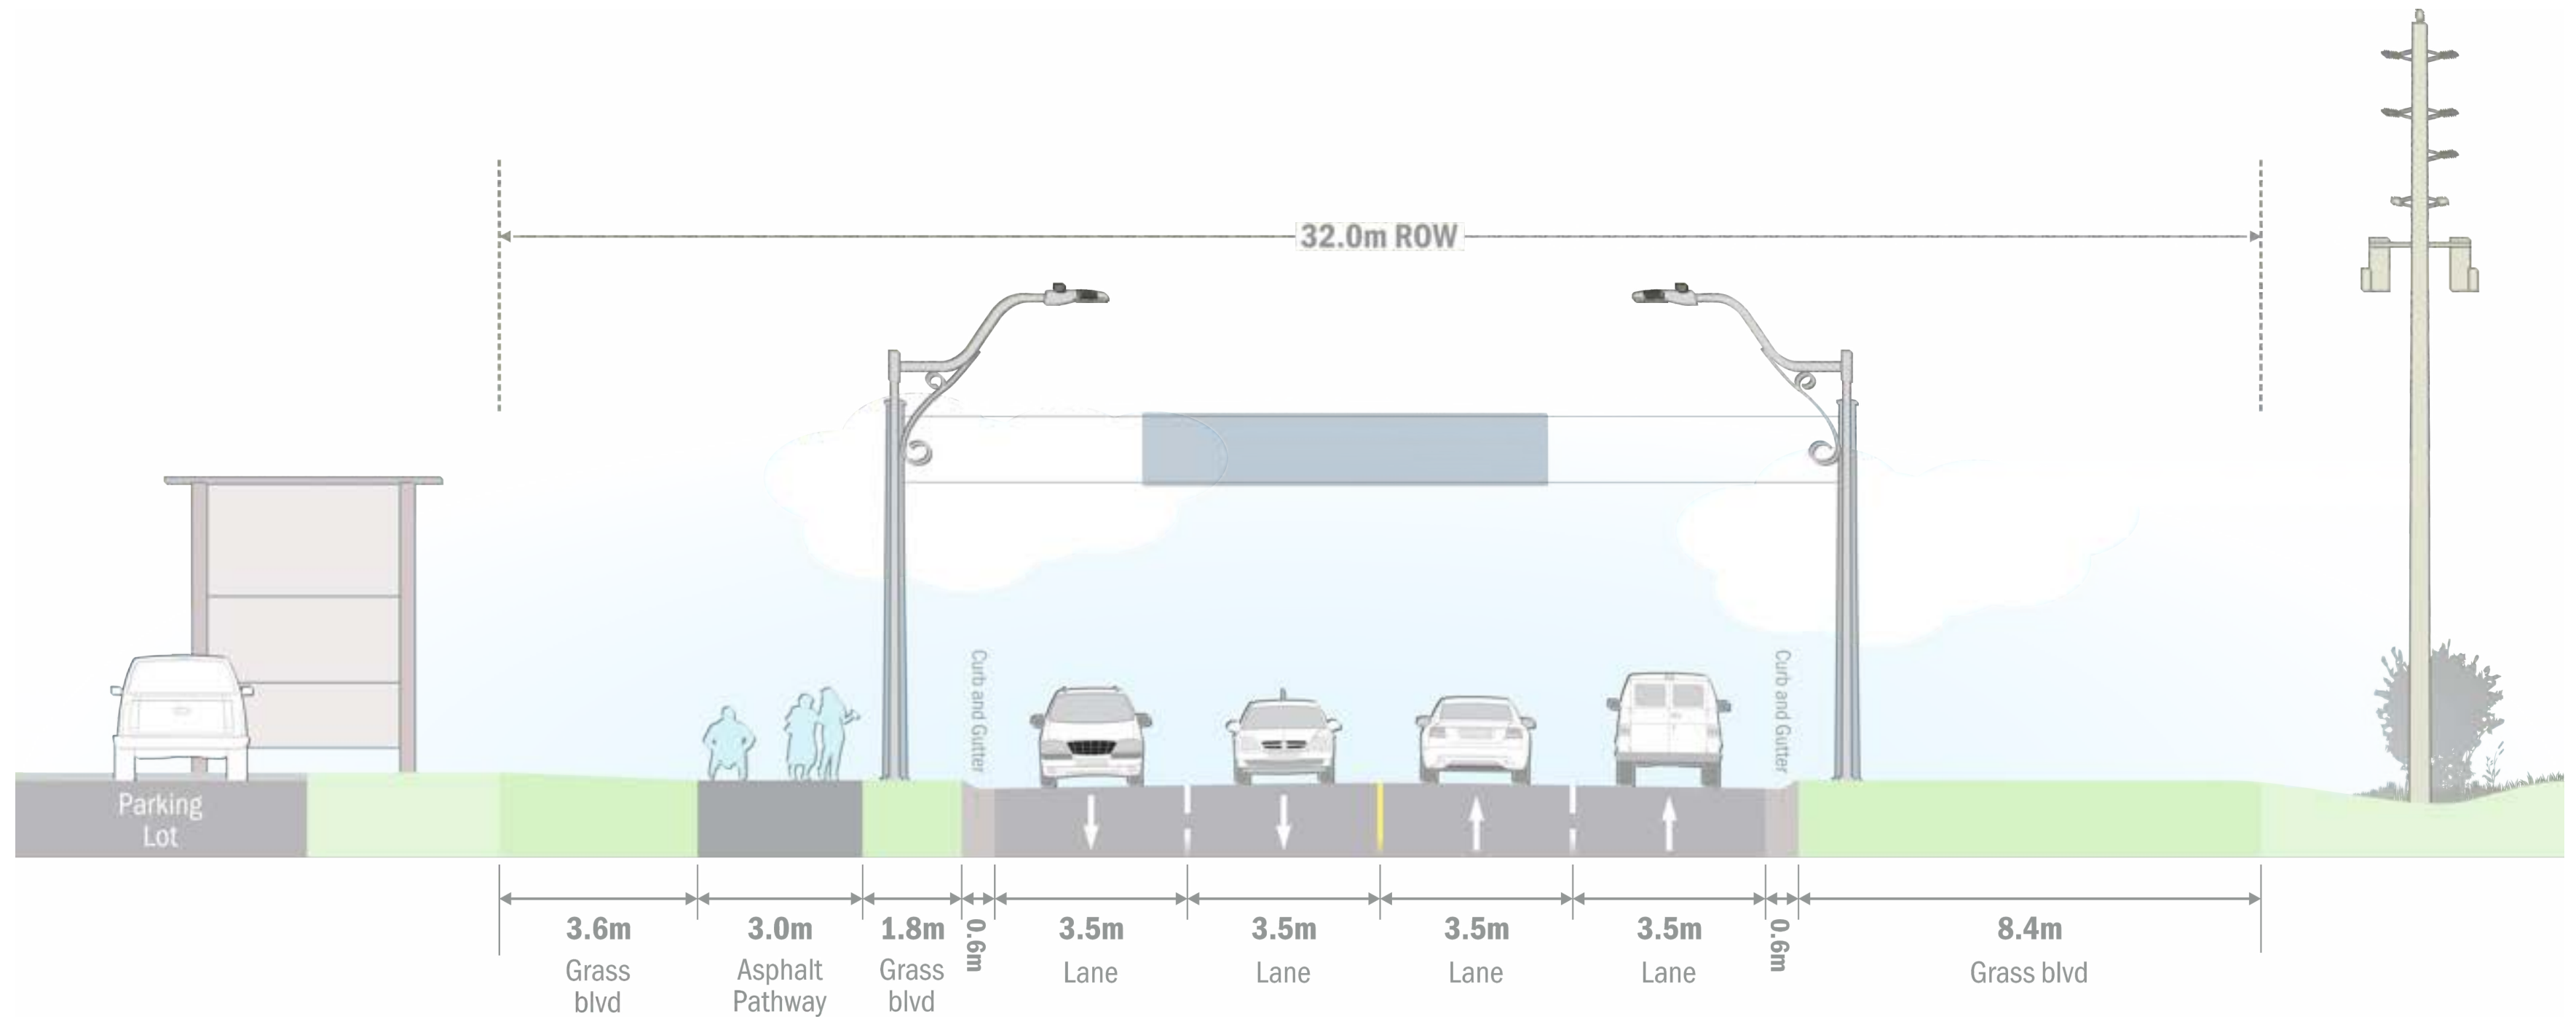 32.0m ROW
Curb and Gutter
Curb and Gutter
Parking
Lot
3.6m
Grass
blvd
3.0m
Asphalt
Pathway
1.8m
Grass
blvd
0.6m
3.5m
Lane
3.5m
Lane
3.5m
Lane
3.5m
Lane
0.6m
8.4m
Grass blvd